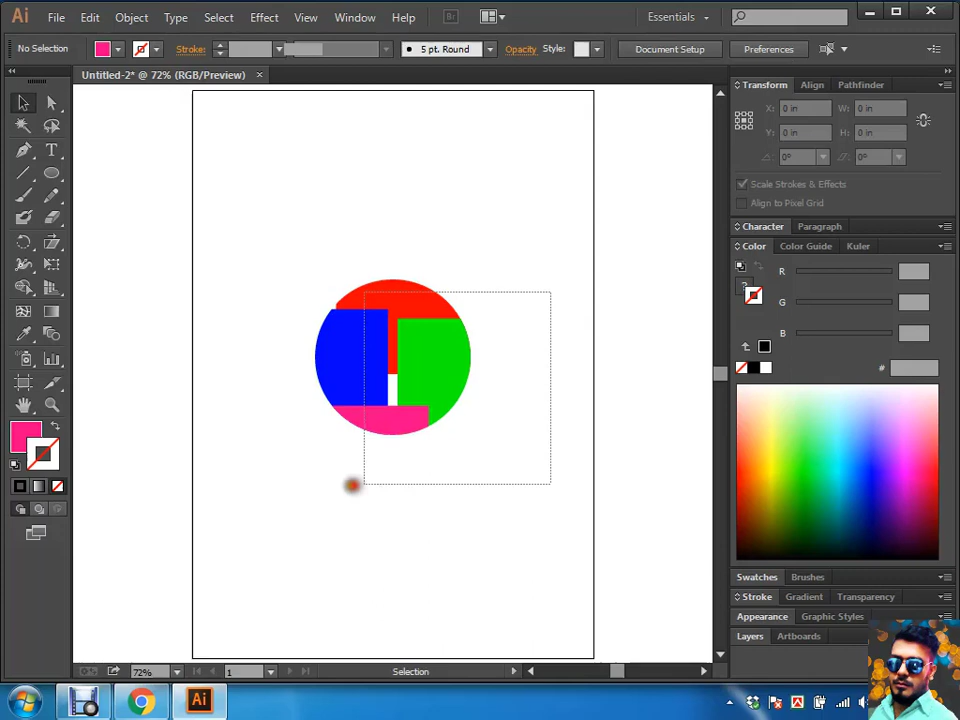 Ai File Edit Object Type Select Effect View Window Help Br Essentials
No Selection Stroke: 5 pt. Round Opacity Style: Document Setup Preferences
Untitled-2* @ 72% (RGB/Preview) ×
Transform Align Pathfinder
X: 0 in W: 0 in
Y: 0 in H: 0 in
0° 0°
Scale Strokes & Effects
Align to Pixel Grid
Character Paragraph
Color Color Guide Kuler
R
G
B
#
Swatches Brushes
Stroke Gradient Transparency
Appearance Graphic Styles
Layers Artboards
72% 1 Selection
Ai